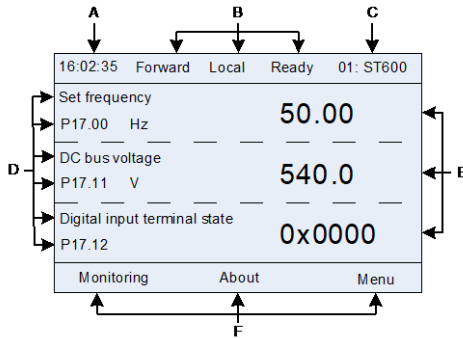 A B C
16:02:35 Forward Local Ready 01: ST600
Set frequency
P17.00 Hz 50.00
DC bus voltage
P17.11 V 540.0
D E
Digital input terminal state
P17.12 0x0000
Monitoring About Menu
F